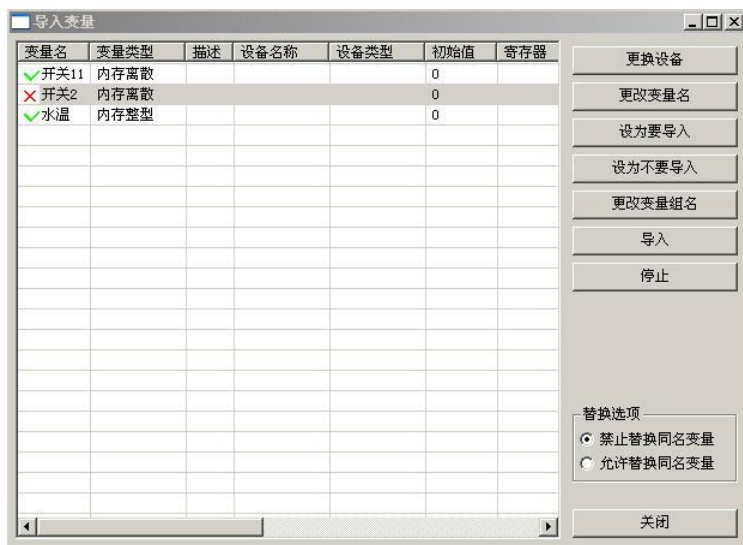 导入变量
变量名 变量类型 描述 设备名称 设备类型 初始值 寄存器
开关11 内存离散 0
开关2 内存离散 0
水温 内存整型 0
更换设备
更改变量名
设为要导入
设为不要导入
更改变量组名
导入
停止
替换选项
禁止替换同名变量
允许替换同名变量
关闭